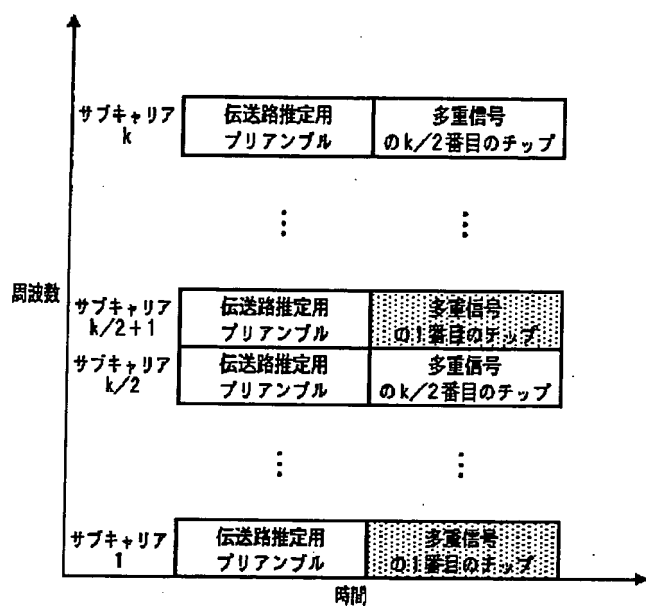 サブキャリア
k
伝送路推定用
プリアンブル
多重信号
のk/2番目のチップ
周波数
サブキャリア
k/2+1
伝送路推定用
プリアンブル
多重信号
の1番目のチップ
サブキャリア
k/2
伝送路推定用
プリアンブル
多重信号
のk/2番目のチップ
サブキャリア
1
伝送路推定用
プリアンブル
多重信号
の1番目のチップ
時間